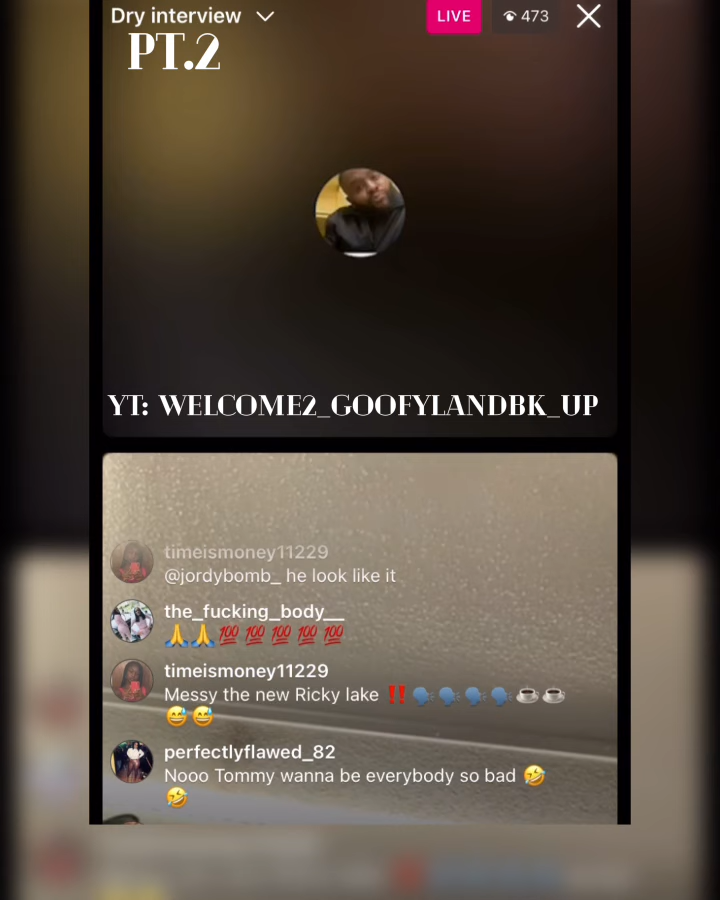 Dry interview
LIVE
473
PT.2
YT: WELCOME2_GOOFYLANDBK_UP
timeismoney11229
@jordybomb_ he look like it
the_fucking_body__
🙏🙏💯💯💯💯💯
timeismoney11229
Messy the new Ricky lake ‼️🗣️🗣️🗣️🗣️☕☕
😅😅
perfectlyflawed_82
Nooo Tommy wanna be everybody so bad 🤣
🤣